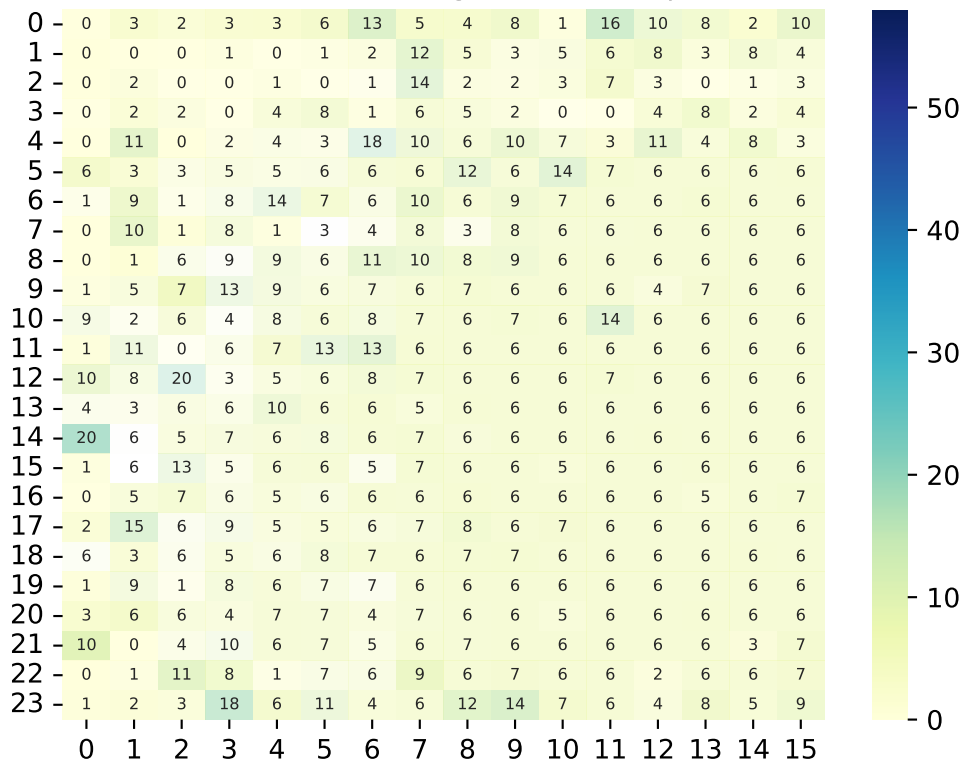 0 0 3 2 3 3 6 13 5 4 8 1 16 10 8 2 10
1 0 0 0 1 0 1 2 12 5 3 5 6 8 3 8 4
2 0 2 0 0 1 0 1 14 2 2 3 7 3 0 1 3
3 0 2 2 0 4 8 1 6 5 2 0 0 4 8 2 4
4 0 11 0 2 4 3 18 10 6 10 7 3 11 4 8 3
5 6 3 3 5 5 6 6 6 12 6 14 7 6 6 6 6
6 1 9 1 8 14 7 6 10 6 9 7 6 6 6 6 6
7 0 10 1 8 1 3 4 8 3 8 6 6 6 6 6 6
8 0 1 6 9 9 6 11 10 8 9 6 6 6 6 6 6
9 1 5 7 13 9 6 7 6 7 6 6 6 4 7 6 6
10 9 2 6 4 8 6 8 7 6 7 6 14 6 6 6 6
11 1 11 0 6 7 13 13 6 6 6 6 6 6 6 6 6
12 10 8 20 3 5 6 8 7 6 6 6 7 6 6 6 6
13 4 3 6 6 10 6 6 5 6 6 6 6 6 6 6 6
14 20 6 5 7 6 8 6 7 6 6 6 6 6 6 6 6
15 1 6 13 5 6 6 5 7 6 6 5 6 6 6 6 6
16 0 5 7 6 5 6 6 6 6 6 6 6 6 5 6 7
17 2 15 6 9 5 5 6 7 8 6 7 6 6 6 6 6
18 6 3 6 5 6 8 7 6 7 7 6 6 6 6 6 6
19 1 9 1 8 6 7 7 6 6 6 6 6 6 6 6 6
20 3 6 6 4 7 7 4 7 6 6 5 6 6 6 6 6
21 10 0 4 10 6 7 5 6 7 6 6 6 6 6 3 7
22 0 1 11 8 1 7 6 9 6 7 6 6 2 6 6 7
23 1 2 3 18 6 11 4 6 12 14 7 6 4 8 5 9
0 1 2 3 4 5 6 7 8 9 10 11 12 13 14 15
50
40
30
20
10
0